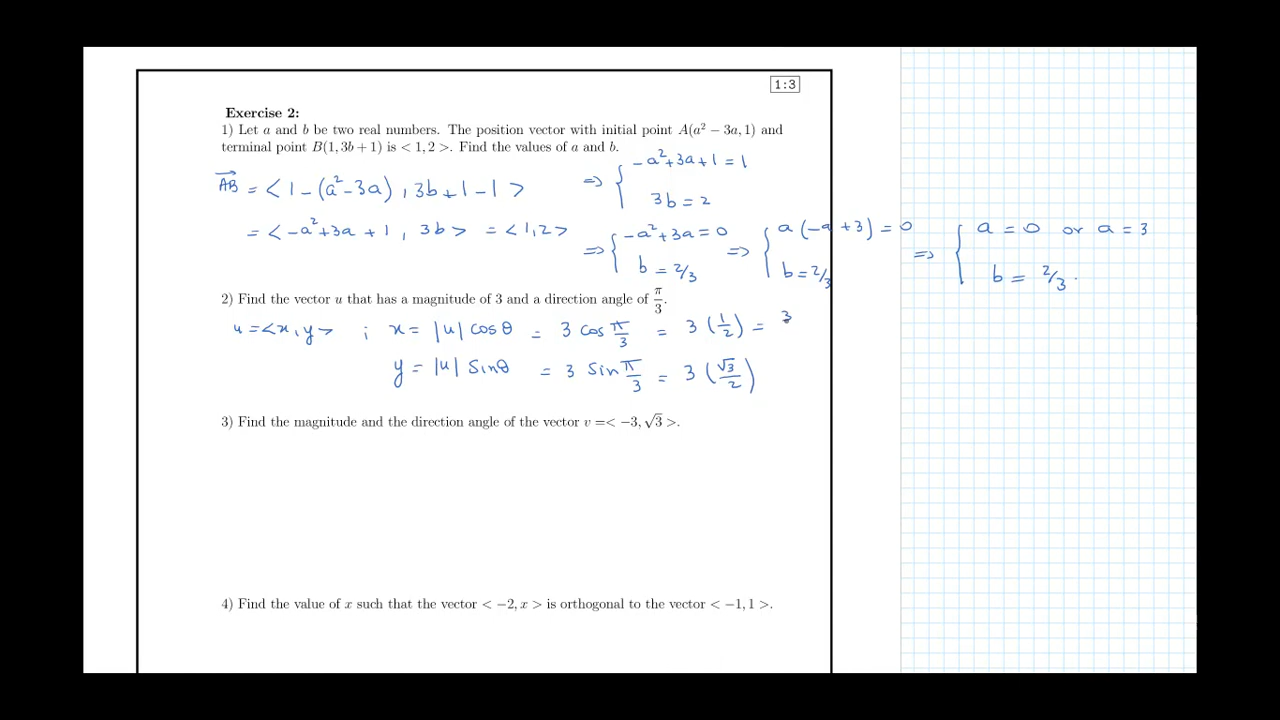 1:3
Exercise 2:
1) Let a and b be two real numbers. The position vector with initial point A(a² − 3a, 1) and
terminal point B(1, 3b + 1) is < 1, 2 >. Find the values of a and b.
AB→ = < 1 − (a² − 3a) , 3b + 1 − 1 >
= < −a² + 3a + 1 , 3b > = < 1, 2 >
=> { −a² + 3a + 1 = 1
3b = 2
=> { −a² + 3a = 0
b = 2/3
=> { a (−a + 3) = 0
b = 2/3
=> { a = 0 or a = 3
b = 2/3.
2) Find the vector u that has a magnitude of 3 and a direction angle of π/3.
u = <x, y> ; x = |u| cosθ = 3 cos π/3 = 3 (1/2) = 3
y = |u| sinθ = 3 sin π/3 = 3 (√3/2)
3) Find the magnitude and the direction angle of the vector v =< −3, √3 >.
4) Find the value of x such that the vector < −2, x > is orthogonal to the vector < −1, 1 >.